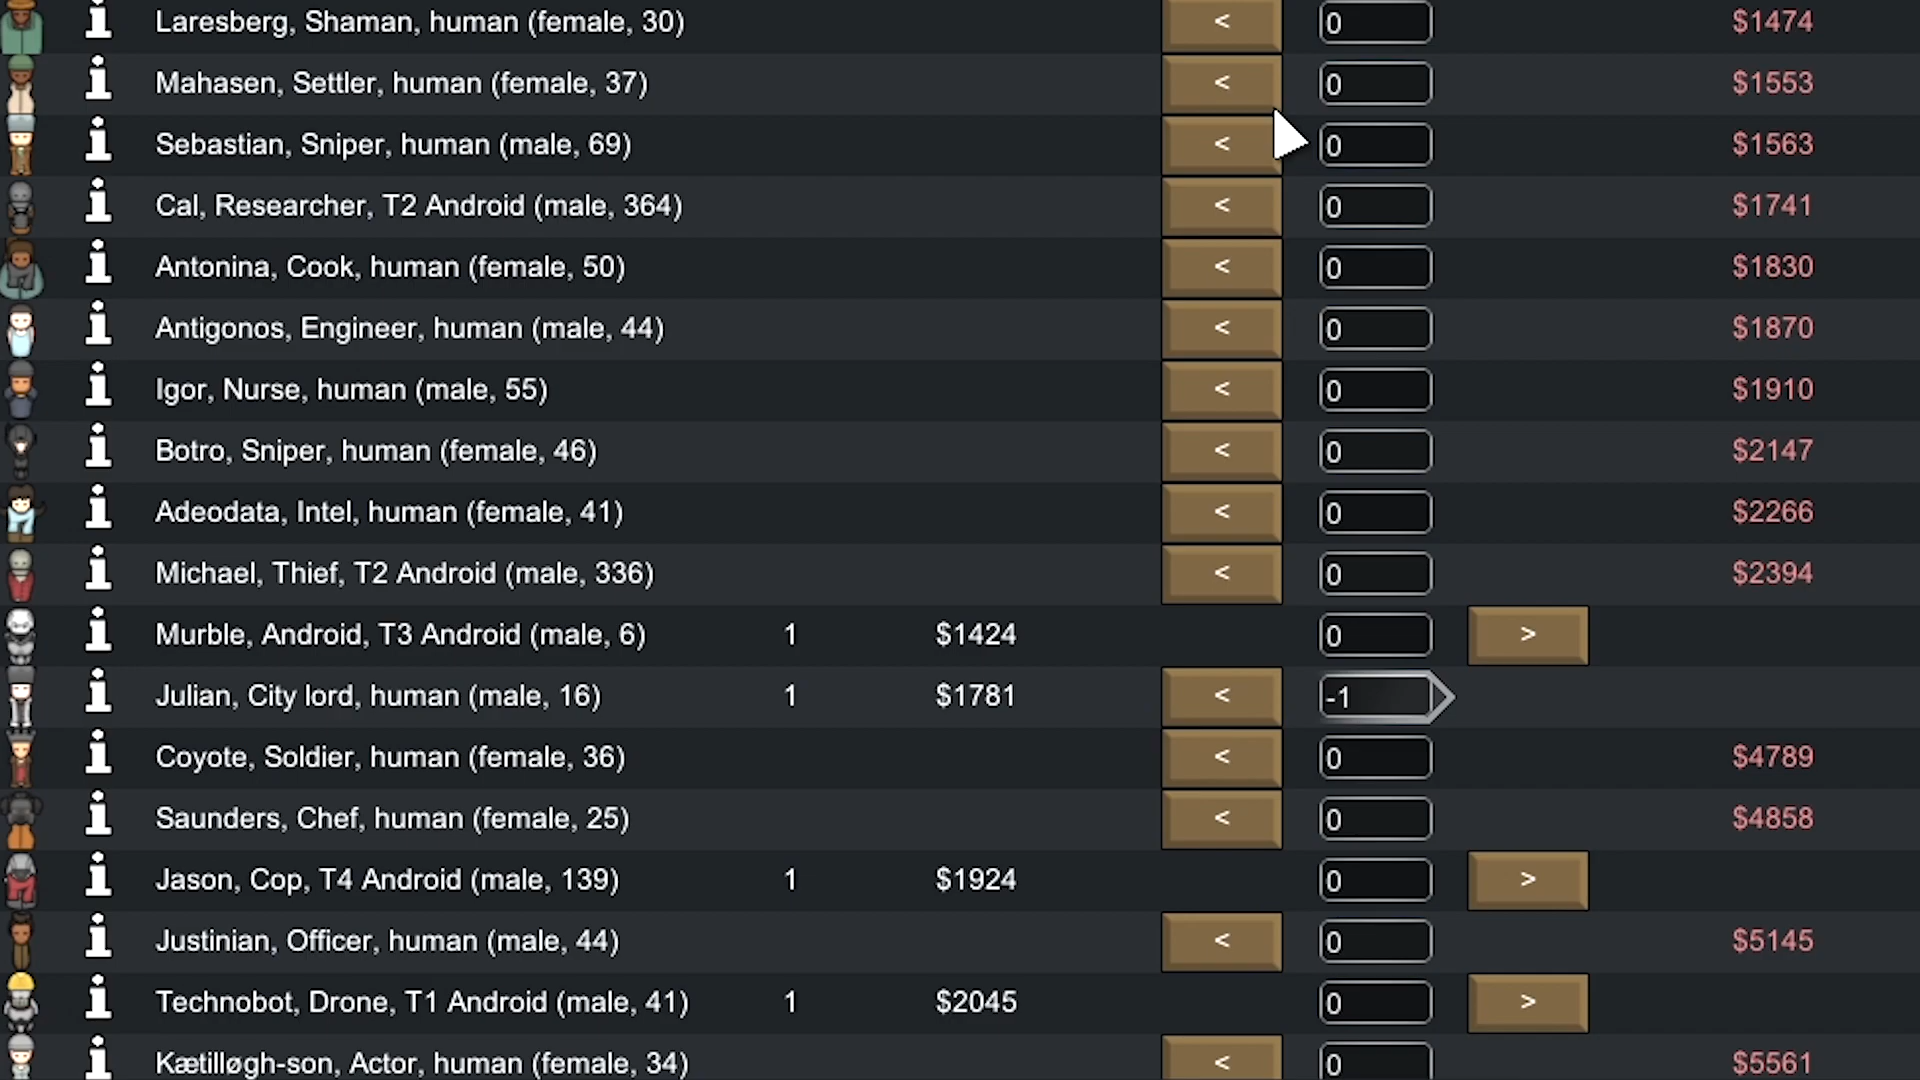 Laresberg, Shaman, human (female, 30) < 0 $1474
Mahasen, Settler, human (female, 37) < 0 $1553
Sebastian, Sniper, human (male, 69) < 0 $1563
Cal, Researcher, T2 Android (male, 364) < 0 $1741
Antonina, Cook, human (female, 50) < 0 $1830
Antigonos, Engineer, human (male, 44) < 0 $1870
Igor, Nurse, human (male, 55) < 0 $1910
Botro, Sniper, human (female, 46) < 0 $2147
Adeodata, Intel, human (female, 41) < 0 $2266
Michael, Thief, T2 Android (male, 336) < 0 $2394
Murble, Android, T3 Android (male, 6) 1 $1424 0 >
Julian, City lord, human (male, 16) 1 $1781 < -1
Coyote, Soldier, human (female, 36) < 0 $4789
Saunders, Chef, human (female, 25) < 0 $4858
Jason, Cop, T4 Android (male, 139) 1 $1924 0 >
Justinian, Officer, human (male, 44) < 0 $5145
Technobot, Drone, T1 Android (male, 41) 1 $2045 0 >
Kætilløgh-son, Actor, human (female, 34) < 0 $5561